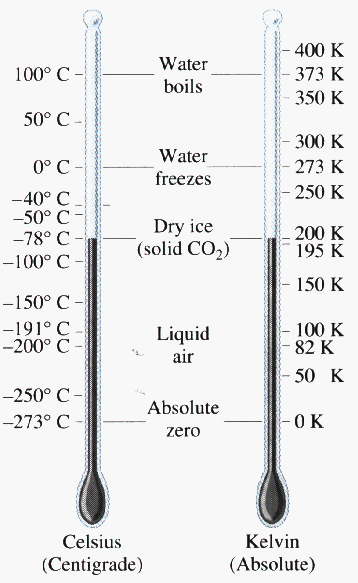 400 K
100° C
Water
boils
373 K
350 K
50° C
300 K
0° C
Water
freezes
273 K
250 K
–40° C
–50° C
–78° C
Dry ice
(solid CO₂)
200 K
195 K
–100° C
150 K
–150° C
–191° C
–200° C
Liquid
air
100 K
82 K
50 K
–250° C
–273° C
Absolute
zero
0 K
Celsius
(Centigrade)
Kelvin
(Absolute)